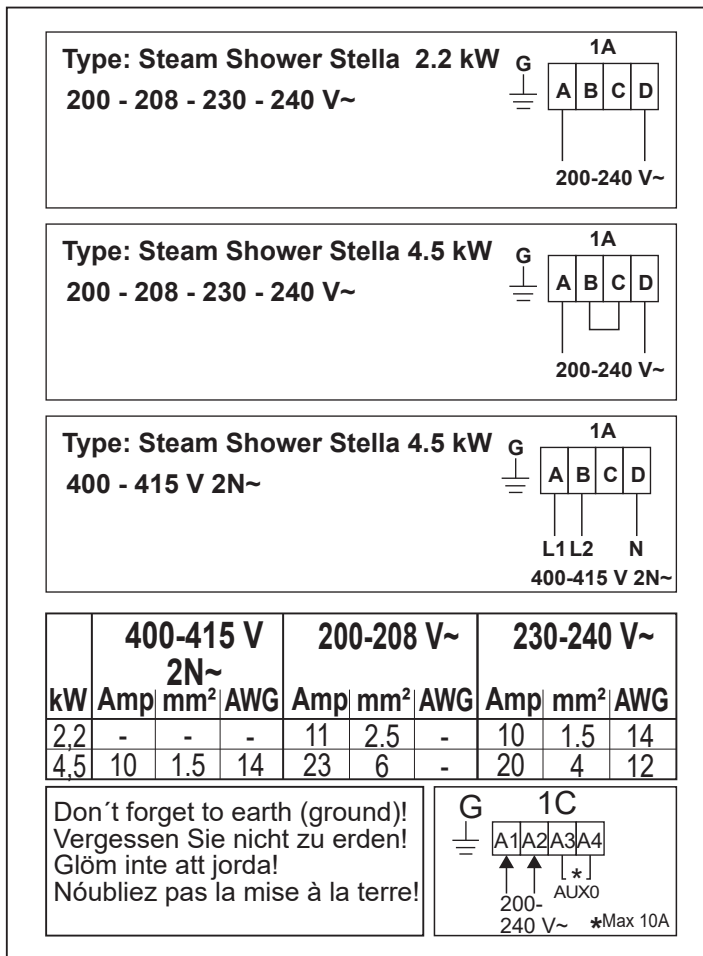 Type: Steam Shower Stella 2.2 kW
200 - 208 - 230 - 240 V~
G
1A
A B C D
200-240 V~
Type: Steam Shower Stella 4.5 kW
200 - 208 - 230 - 240 V~
G
1A
A B C D
200-240 V~
Type: Steam Shower Stella 4.5 kW
400 - 415 V 2N~
G
1A
A B C D
L1 L2 N
400-415 V 2N~
400-415 V 200-208 V~ 230-240 V~
2N~
kW Amp mm² AWG Amp mm² AWG Amp mm² AWG
2,2 - - - 11 2.5 - 10 1.5 14
4,5 10 1.5 14 23 6 - 20 4 12
Don´t forget to earth (ground)!
Vergessen Sie nicht zu erden!
Glöm inte att jorda!
Nóubliez pas la mise à la terre!
G 1C
A1 A2 A3 A4
*
AUX0
200-
240 V~ *Max 10A